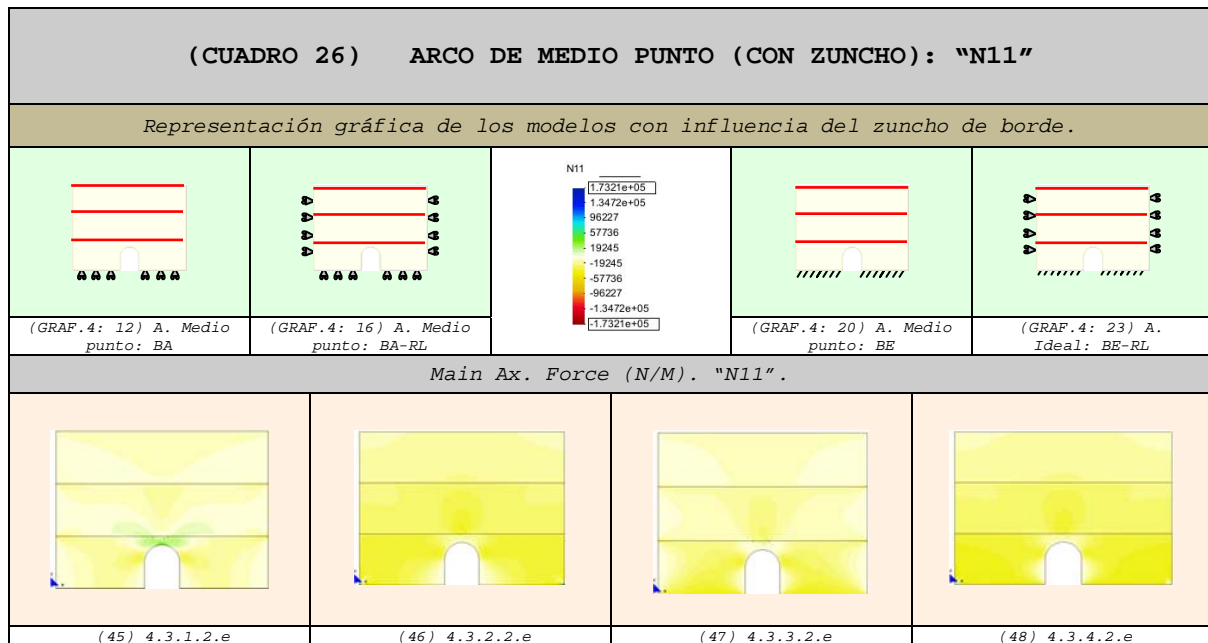 (CUADRO 26) ARCO DE MEDIO PUNTO (CON ZUNCHO): “N11”
Representación gráfica de los modelos con influencia del zuncho de borde.
N11
1.7321e+05
1.3472e+05
96227
57736
19245
-19245
-57736
-96227
-1.3472e+05
-1.7321e+05
(GRAF.4: 12) A. Medio
punto: BA
(GRAF.4: 16) A. Medio
punto: BA-RL
(GRAF.4: 20) A. Medio
punto: BE
(GRAF.4: 23) A.
Ideal: BE-RL
Main Ax. Force (N/M). “N11”.
(45) 4.3.1.2.e
(46) 4.3.2.2.e
(47) 4.3.3.2.e
(48) 4.3.4.2.e